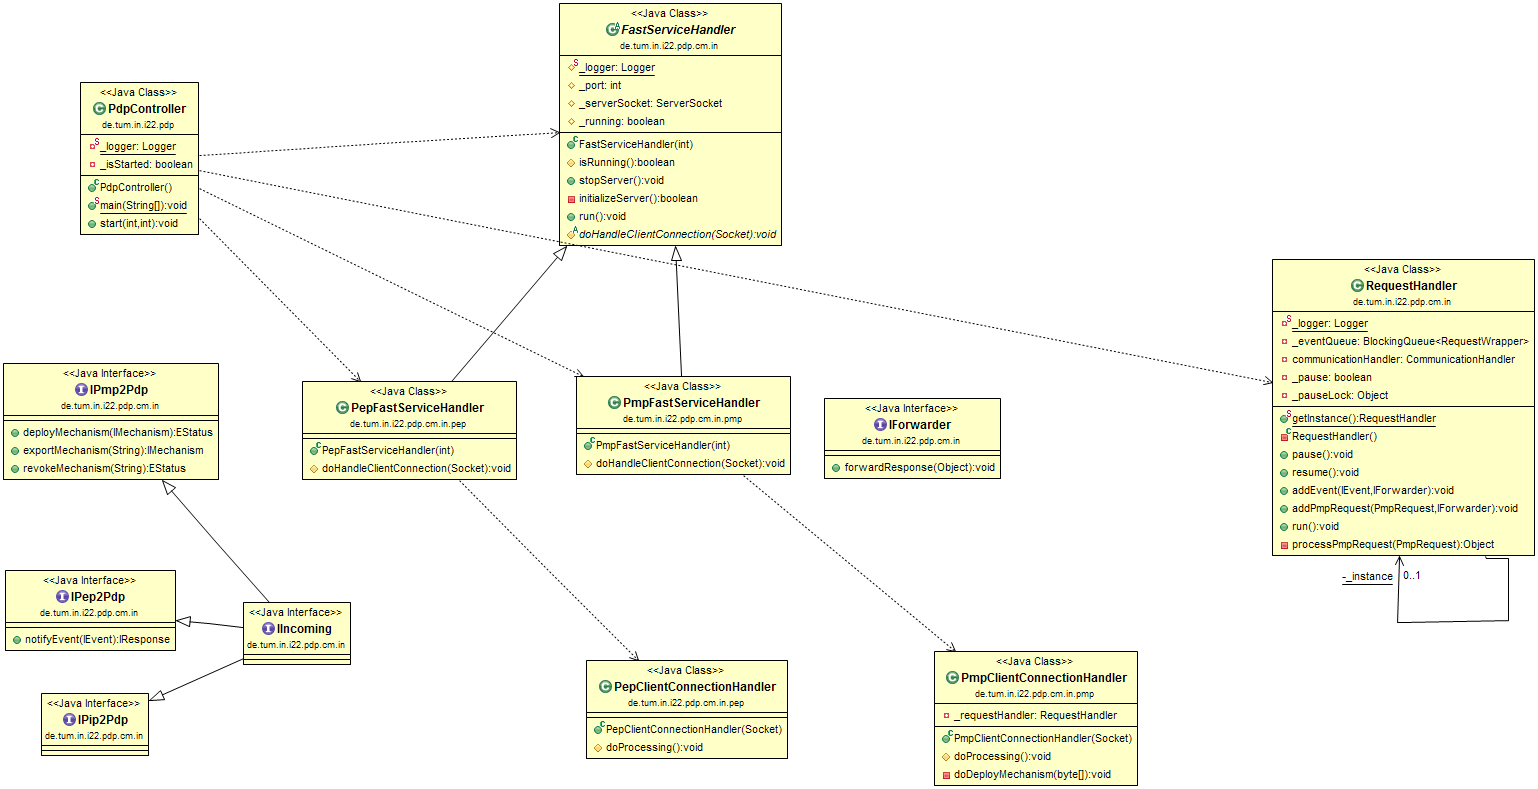 <<Java Class>>
FastServiceHandler
de.tum.in.i22.pdp.cm.in
_logger: Logger
_port: int
_serverSocket: ServerSocket
_running: boolean
FastServiceHandler(int)
isRunning():boolean
stopServer():void
initializeServer():boolean
run():void
doHandleClientConnection(Socket):void
<<Java Class>>
PdpController
de.tum.in.i22.pdp
_logger: Logger
_isStarted: boolean
PdpController()
main(String[]):void
start(int,int):void
<<Java Class>>
RequestHandler
de.tum.in.i22.pdp.cm.in
_logger: Logger
_eventQueue: BlockingQueue<RequestWrapper>
communicationHandler: CommunicationHandler
_pause: boolean
_pauseLock: Object
getInstance():RequestHandler
RequestHandler()
pause():void
resume():void
addEvent(IEvent,IForwarder):void
addPmpRequest(PmpRequest,IForwarder):void
run():void
processPmpRequest(PmpRequest):Object
-_instance
0..1
<<Java Interface>>
IPmp2Pdp
de.tum.in.i22.pdp.cm.in
deployMechanism(IMechanism):EStatus
exportMechanism(String):IMechanism
revokeMechanism(String):EStatus
<<Java Class>>
PepFastServiceHandler
de.tum.in.i22.pdp.cm.in.pep
PepFastServiceHandler(int)
doHandleClientConnection(Socket):void
<<Java Class>>
PmpFastServiceHandler
de.tum.in.i22.pdp.cm.in.pmp
PmpFastServiceHandler(int)
doHandleClientConnection(Socket):void
<<Java Interface>>
IForwarder
de.tum.in.i22.pdp.cm.in
forwardResponse(Object):void
<<Java Interface>>
IPep2Pdp
de.tum.in.i22.pdp.cm.in
notifyEvent(IEvent):IResponse
<<Java Interface>>
IIncoming
de.tum.in.i22.pdp.cm.in
<<Java Interface>>
IPip2Pdp
de.tum.in.i22.pdp.cm.in
<<Java Class>>
PepClientConnectionHandler
de.tum.in.i22.pdp.cm.in.pep
PepClientConnectionHandler(Socket)
doProcessing():void
<<Java Class>>
PmpClientConnectionHandler
de.tum.in.i22.pdp.cm.in.pmp
_requestHandler: RequestHandler
PmpClientConnectionHandler(Socket)
doProcessing():void
doDeployMechanism(byte[]):void